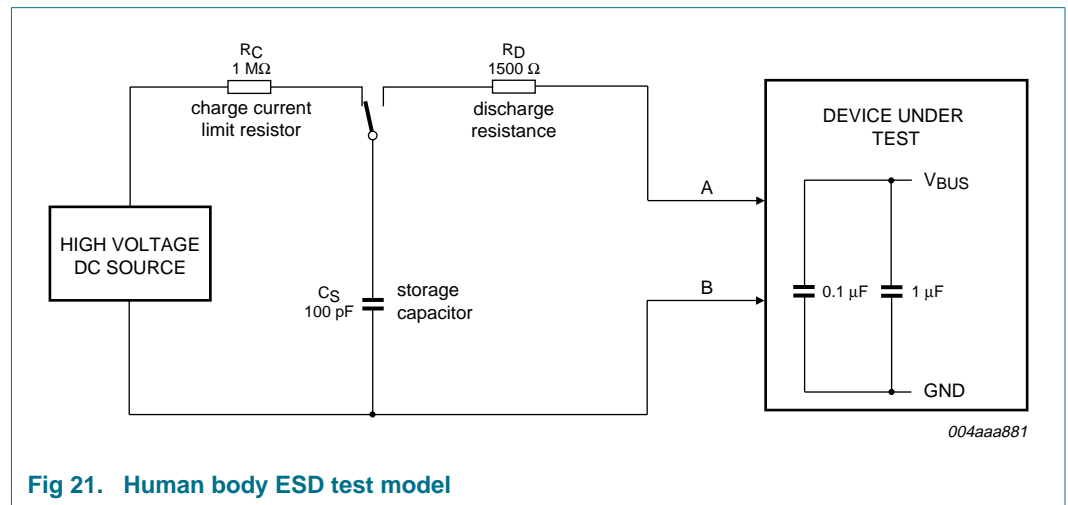 RC
1 MΩ
charge current
limit resistor
RD
1500 Ω
discharge
resistance
DEVICE UNDER
TEST
VBUS
A
HIGH VOLTAGE
DC SOURCE
CS
100 pF
storage
capacitor
B
0.1 μF
1 μF
GND
004aaa881
Fig 21. Human body ESD test model